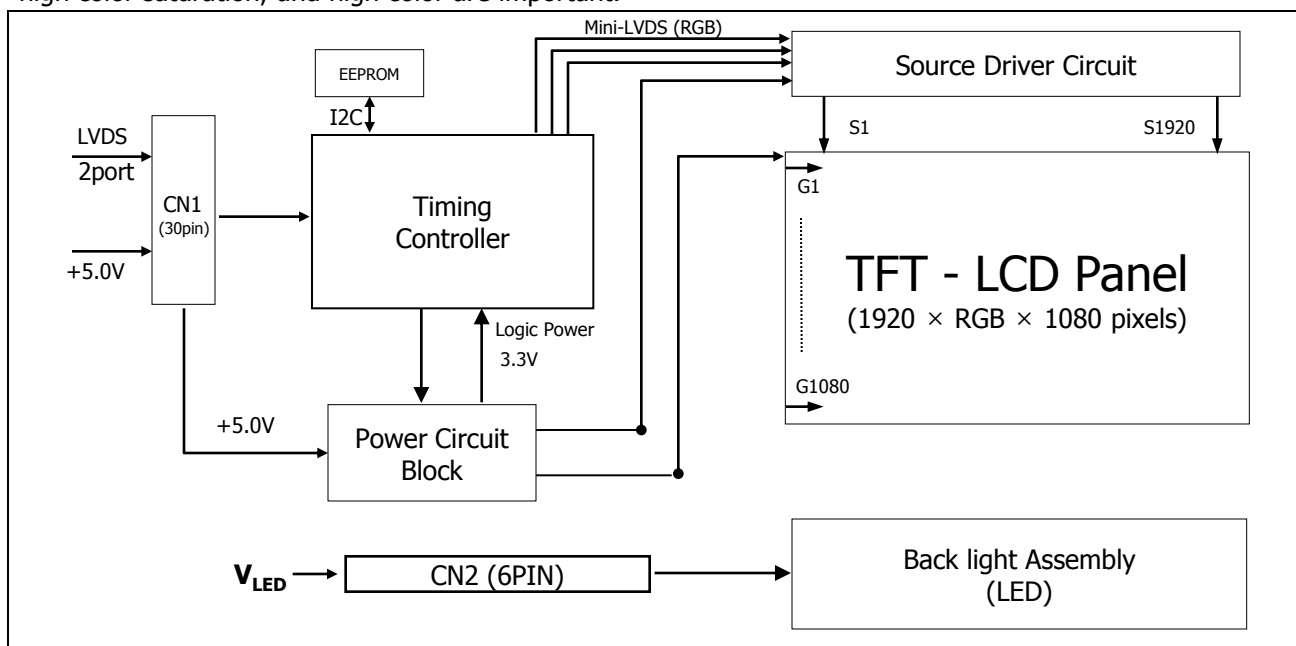 high color saturation, and high color are important.
Mini-LVDS (RGB)
EEPROM
I2C
Source Driver Circuit
LVDS
2port
CN1
(30pin)
+5.0V
Timing
Controller
S1
S1920
G1
TFT - LCD Panel
(1920 × RGB × 1080 pixels)
G1080
Logic Power
3.3V
+5.0V
Power Circuit
Block
V_LED
CN2 (6PIN)
Back light Assembly
(LED)